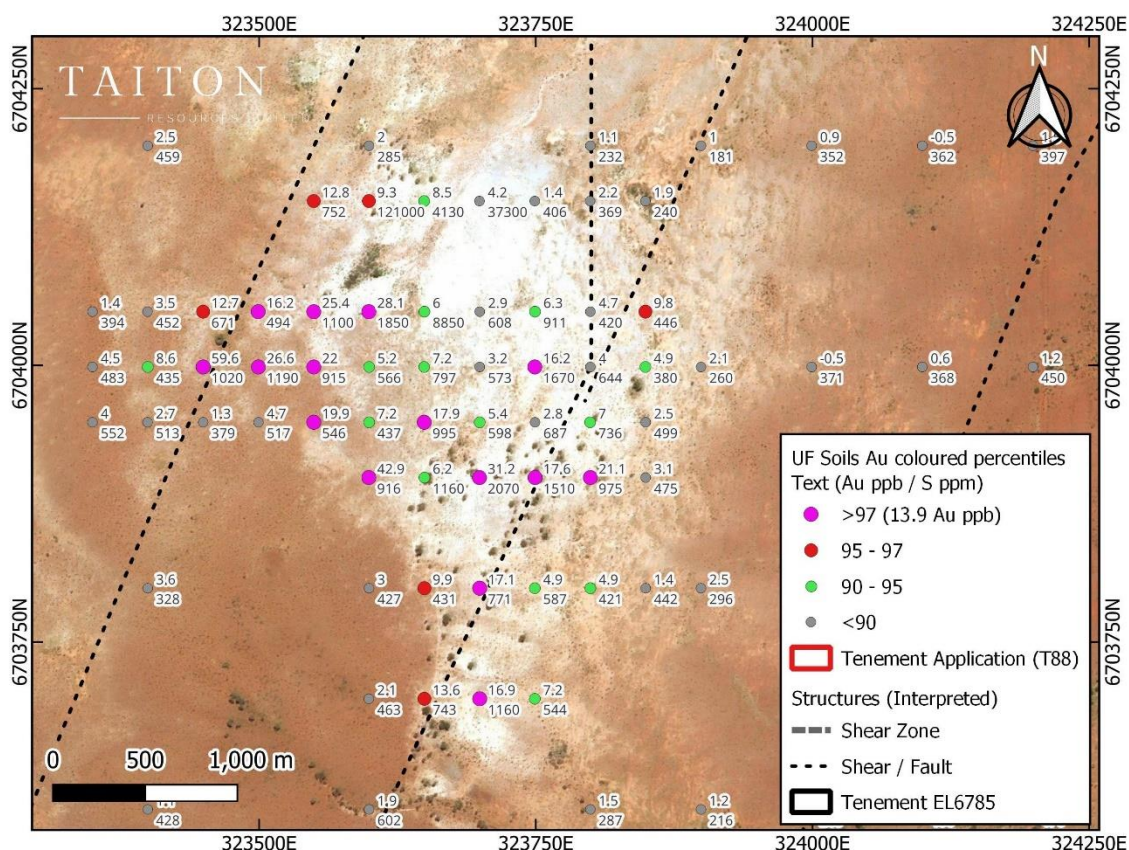 323500E 323750E 324000E 324250E
6704250N 6704250N
TAITON
RESOURCES LIMITED
N
2.5 2 1.1 1 0.9 -0.5
459 285 232 181 352 362 397
12.8 9.3 8.5 4.2 1.4 2.2 1.9
752 121000 4130 37300 406 369 240
1.4 3.5 12.7 16.2 25.4 28.1 6 2.9 6.3 4.7 9.8
394 452 671 494 1100 1850 8850 608 911 420 446
6704000N 6704000N
4.5 8.6 59.6 26.6 22 5.2 7.2 3.2 16.2 4 4.9 2.1 -0.5 0.6 1.2
483 435 1020 1190 915 566 797 573 1670 644 380 260 371 368 450
4 2.7 1.3 4.7 19.9 7.2 17.9 5.4 2.8 7 2.5
552 513 379 517 546 437 995 598 687 736 499
42.9 6.2 31.2 17.6 21.1 3.1
916 1160 2070 1510 975 475
3.6 3 9.9 17.1 4.9 4.9 1.4 2.5
328 427 431 771 587 421 442 296
6703750N 6703750N
2.1 13.6 16.9 7.2
463 743 1160 544
1.9 1.5 1.2
428 602 287 216
UF Soils Au coloured percentiles
Text (Au ppb / S ppm)
>97 (13.9 Au ppb)
95 - 97
90 - 95
<90
Tenement Application (T88)
Structures (Interpreted)
Shear Zone
Shear / Fault
Tenement EL6785
0 500 1,000 m
323500E 323750E 324000E 324250E